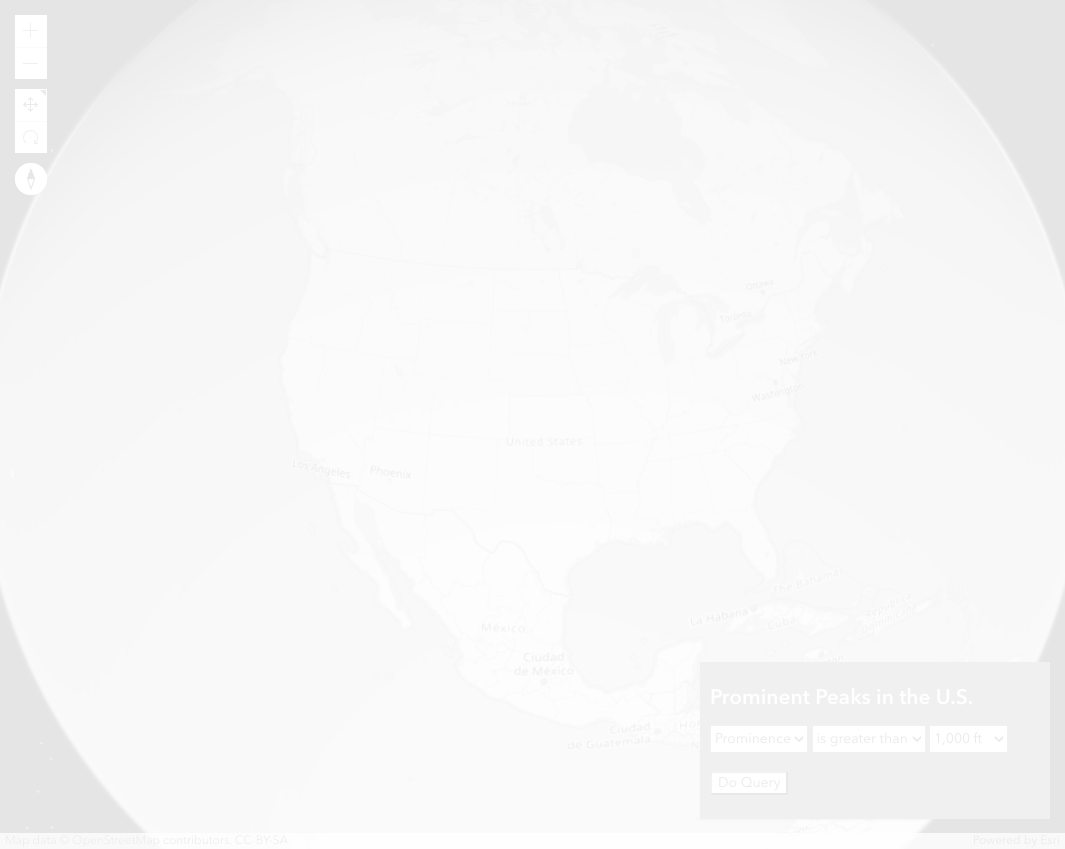 Ottawa
Toronto
New York
Washington
United States
Los Angeles
Phoenix
The Bahamas
La Habana
Cuba
México
Ciudad
de México
Ciudad
de Guatemala
Prominent Peaks in the U.S.
Prominence is greater than 1,000 ft
Do Query
Map data © OpenStreetMap contributors, CC-BY-SA
Powered by Esri